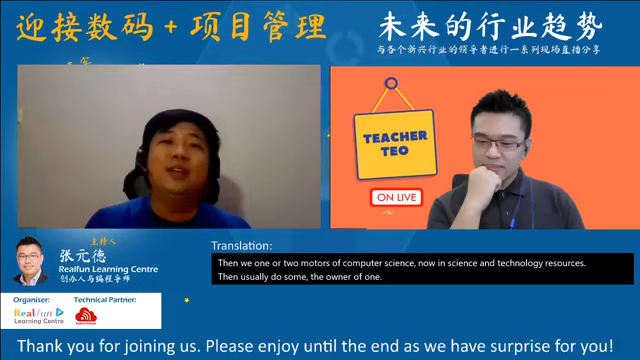 迎接数码 + 项目管理
未来的行业趋势
与各个新兴行业的领导者进行一系列现场直播分享
TEACHER
TEO
ON LIVE
主持人
张元德
Realfun Learning Centre
创办人与编程导师
Translation:
Then we one or two motors of computer science, now in science and technology resources.
Then usually do some, the owner of one.
Organiser:
Technical Partner:
Realfun
Learning Centre
Thank you for joining us. Please enjoy until the end as we have surprise for you!